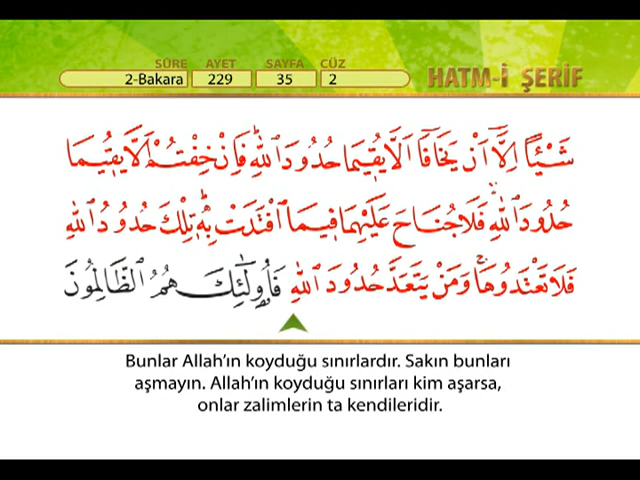 SÛRE AYET SAYFA CÜZ
2-Bakara 229 35 2 HATM-İ ŞERİF
شَيْـًٔا اِلَّٓا اَنْ يَخَافَٓا اَلَّا يُق۪يمَا حُدُودَ اللّٰهِۜ فَاِنْ خِفْتُمْ اَلَّا يُق۪يمَا
حُدُودَ اللّٰهِۙ فَلَا جُنَاحَ عَلَيْهِمَا ف۪يمَا افْتَدَتْ بِه۪ۜ تِلْكَ حُدُودُ اللّٰهِ
فَلَا تَعْتَدُوهَاۚ وَمَنْ يَتَعَدَّ حُدُودَ اللّٰهِ فَاُو۬لٰٓئِكَ هُمُ الظَّالِمُونَ
Bunlar Allah’ın koyduğu sınırlardır. Sakın bunları
aşmayın. Allah’ın koyduğu sınırları kim aşarsa,
onlar zalimlerin ta kendileridir.